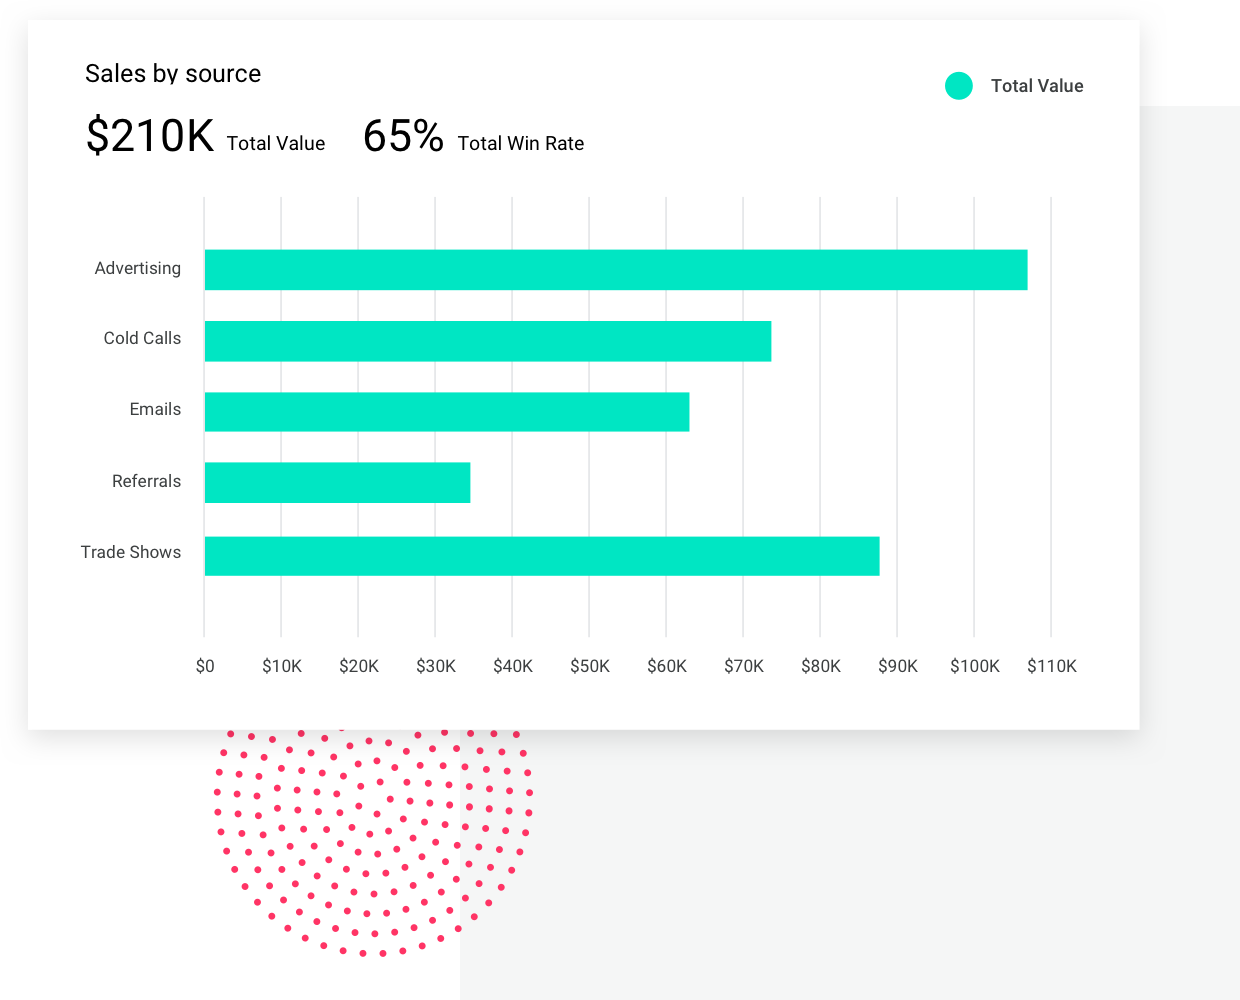 Sales by source
Total Value
$210K Total Value 65% Total Win Rate
Advertising
Cold Calls
Emails
Referrals
Trade Shows
$0 $10K $20K $30K $40K $50K $60K $70K $80K $90K $100K $110K